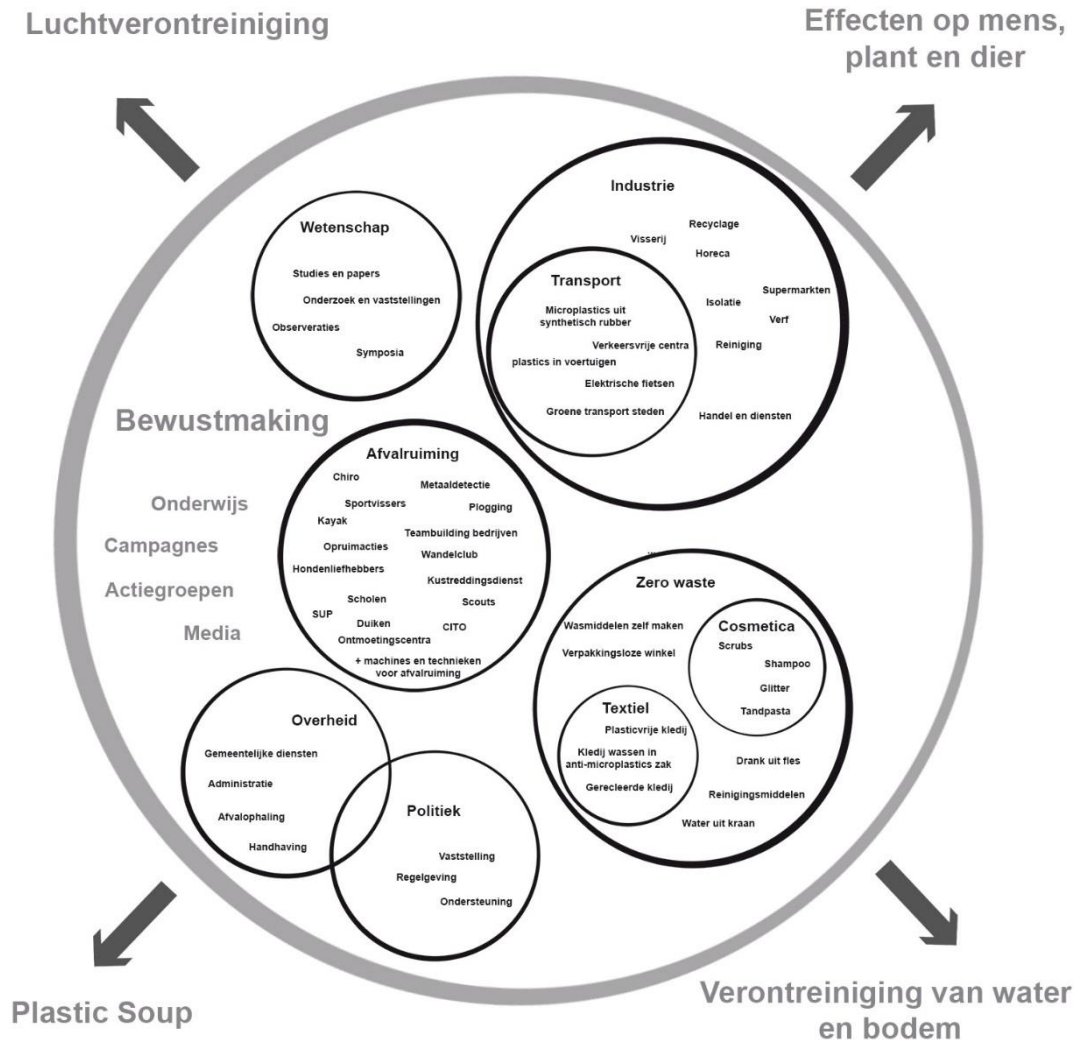 Luchtverontreiniging
Effecten op mens,
plant en dier
Wetenschap
Studies en papers
Onderzoek en vaststellingen
Observeraties
Symposia
Industrie
Recyclage
Visserij
Horeca
Supermarkten
Isolatie
Verf
Reiniging
Handel en diensten
Transport
Microplastics uit
synthetisch rubber
Verkeersvrije centra
plastics in voertuigen
Elektrische fietsen
Groene transport steden
Bewustmaking
Onderwijs
Campagnes
Actiegroepen
Media
Afvalruiming
Chiro
Metaaldetectie
Sportvissers
Plogging
Kayak
Teambuilding bedrijven
Opruimacties
Wandelclub
Hondenliefhebbers
Kustreddingsdienst
Scholen
Scouts
SUP
Duiken
CITO
Ontmoetingscentra
+ machines en technieken
voor afvalruiming
Zero waste
Wasmiddelen zelf maken
Verpakkingsloze winkel
Cosmetica
Scrubs
Shampoo
Glitter
Tandpasta
Textiel
Plasticvrije kledij
Kledij wassen in
anti-microplastics zak
Gerecleerde kledij
Drank uit fles
Reinigingsmiddelen
Water uit kraan
Overheid
Gemeentelijke diensten
Administratie
Afvalophaling
Handhaving
Politiek
Vaststelling
Regelgeving
Ondersteuning
Plastic Soup
Verontreiniging van water
en bodem